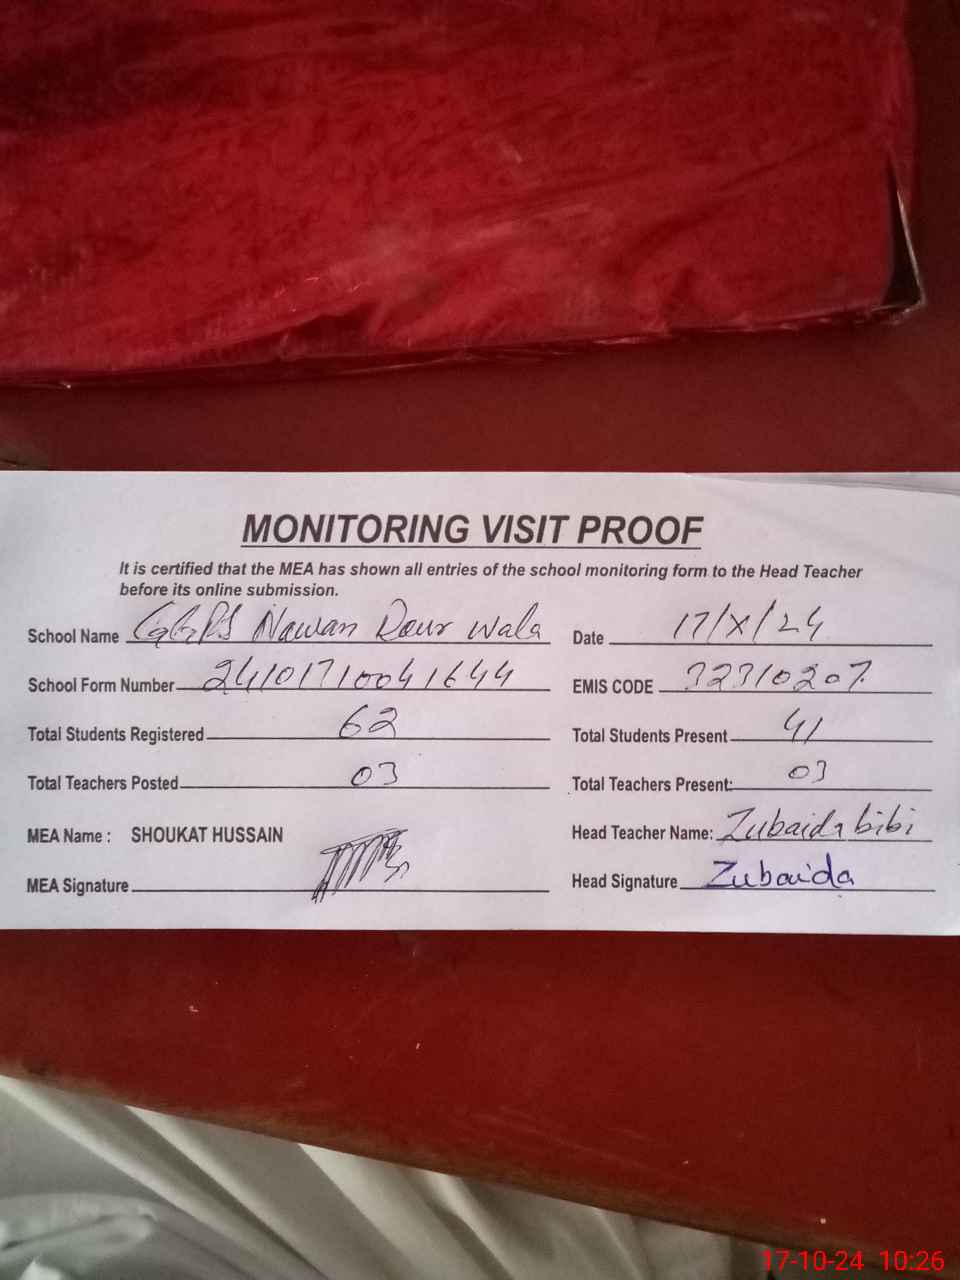 MONITORING VISIT PROOF
It is certified that the MEA has shown all entries of the school monitoring form to the Head Teacher
before its online submission.
School Name GGPS Nawan Daur wala Date 17/X/24
School Form Number 24101710041644 EMIS CODE 32310207
Total Students Registered 62 Total Students Present 41
Total Teachers Posted 03 Total Teachers Present: 03
MEA Name : SHOUKAT HUSSAIN Head Teacher Name: Zubaida bibi
MEA Signature Head Signature Zubaida
17-10-24 10:26